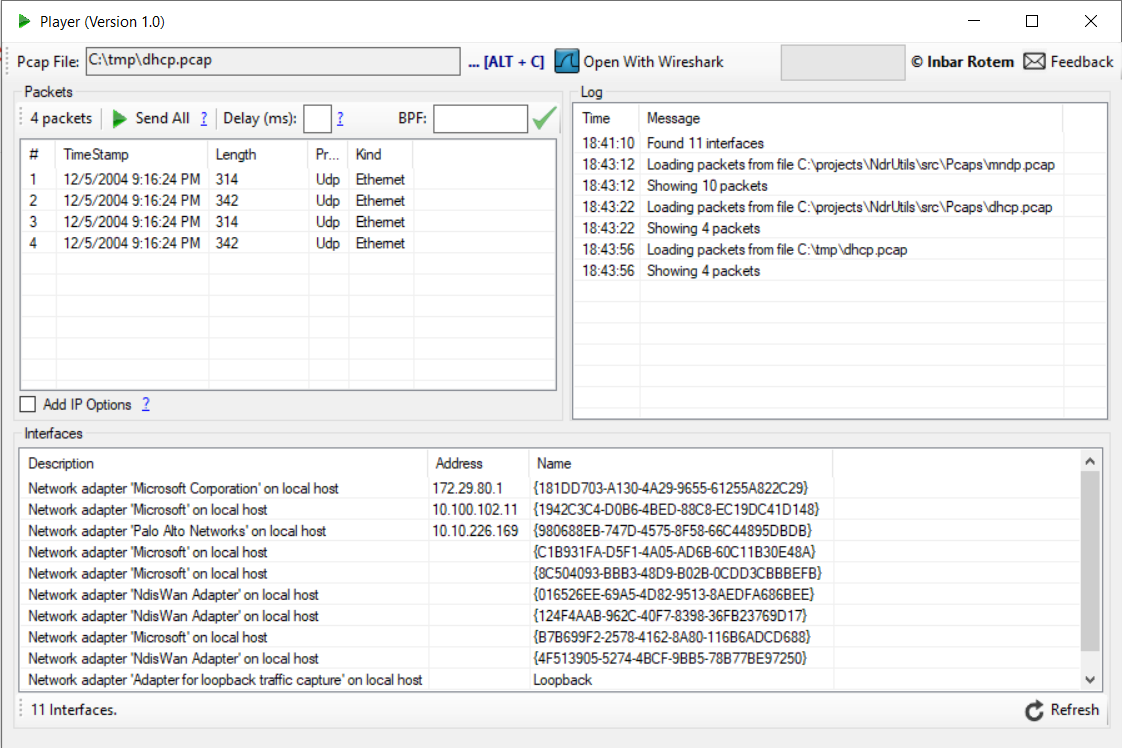 Player (Version 1.0)
Pcap File: C:\tmp\dhcp.pcap ... [ALT + C] Open With Wireshark © Inbar Rotem Feedback
Packets
4 packets Send All ? Delay (ms): ? BPF:
# TimeStamp Length Pr... Kind
1 12/5/2004 9:16:24 PM 314 Udp Ethernet
2 12/5/2004 9:16:24 PM 342 Udp Ethernet
3 12/5/2004 9:16:24 PM 314 Udp Ethernet
4 12/5/2004 9:16:24 PM 342 Udp Ethernet
Add IP Options ?
Log
Time Message
18:41:10 Found 11 interfaces
18:43:12 Loading packets from file C:\projects\NdrUtils\src\Pcaps\mndp.pcap
18:43:12 Showing 10 packets
18:43:22 Loading packets from file C:\projects\NdrUtils\src\Pcaps\dhcp.pcap
18:43:22 Showing 4 packets
18:43:56 Loading packets from file C:\tmp\dhcp.pcap
18:43:56 Showing 4 packets
Interfaces
Description Address Name
Network adapter 'Microsoft Corporation' on local host 172.29.80.1 {181DD703-A130-4A29-9655-61255A822C29}
Network adapter 'Microsoft' on local host 10.100.102.11 {1942C3C4-D0B6-4BED-88C8-EC19DC41D148}
Network adapter 'Palo Alto Networks' on local host 10.10.226.169 {980688EB-747D-4575-8F58-66C44895DBDB}
Network adapter 'Microsoft' on local host {C1B931FA-D5F1-4A05-AD6B-60C11B30E48A}
Network adapter 'Microsoft' on local host {8C504093-BBB3-48D9-B02B-0CDD3CBBBEFB}
Network adapter 'NdisWan Adapter' on local host {016526EE-69A5-4D82-9513-8AEDFA686BEE}
Network adapter 'NdisWan Adapter' on local host {124F4AAB-962C-40F7-8398-36FB23769D17}
Network adapter 'Microsoft' on local host {B7B699F2-2578-4162-8A80-116B6ADCD688}
Network adapter 'NdisWan Adapter' on local host {4F513905-5274-4BCF-9BB5-78B77BE97250}
Network adapter 'Adapter for loopback traffic capture' on local host Loopback
11 Interfaces. Refresh